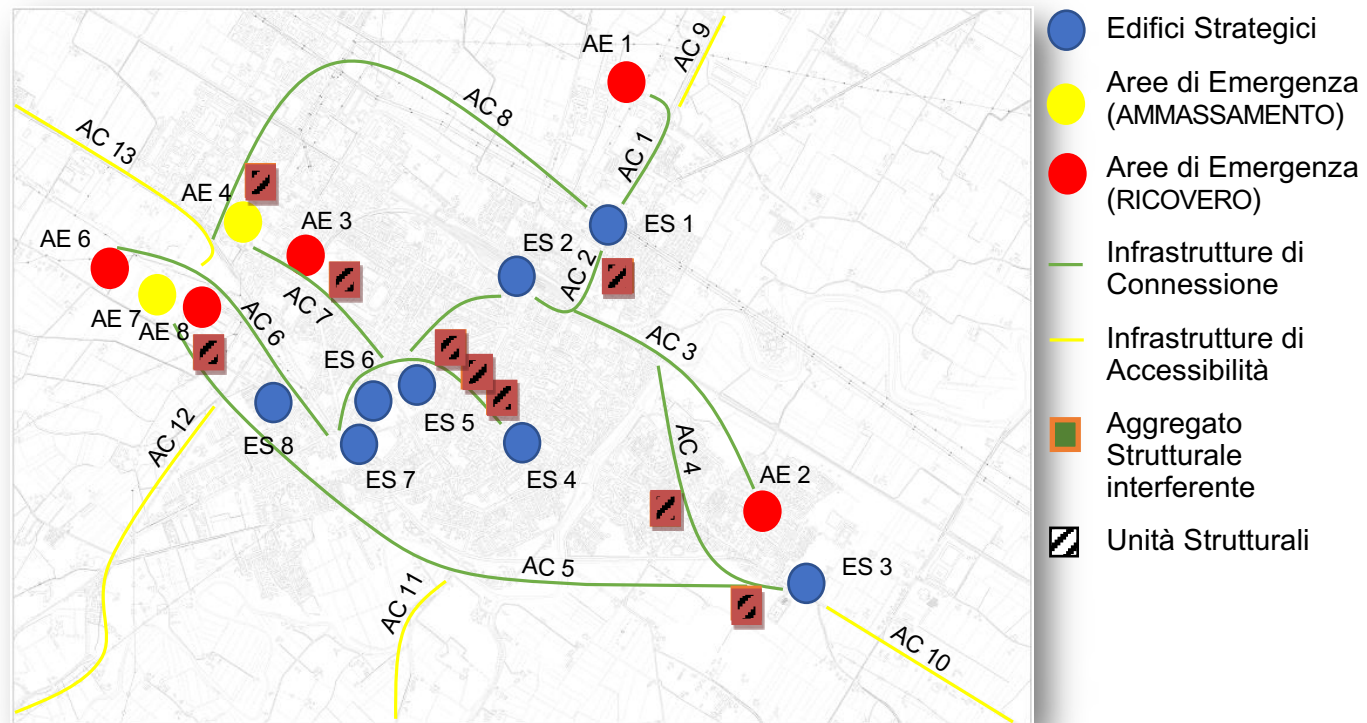 AE 1
AC 9
AC 8
AC 1
AC 13
AE 4
AE 3
ES 1
ES 2
AC 2
AE 6
AC 7
AC 6
AE 7
AE 8
AC 3
ES 6
ES 5
AC 12
ES 8
ES 7
ES 4
AC 4
AE 2
AC 5
ES 3
AC 11
AC 10
Edifici Strategici
Aree di Emergenza
(AMMASSAMENTO)
Aree di Emergenza
(RICOVERO)
Infrastrutture di
Connessione
Infrastrutture di
Accessibilità
Aggregato
Strutturale
interferente
Unità Strutturali